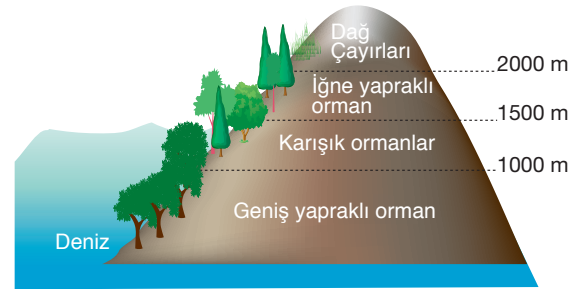 Dağ
Çayırları
2000 m
İğne yapraklı
orman
1500 m
Karışık ormanlar
1000 m
Geniş yapraklı orman
Deniz